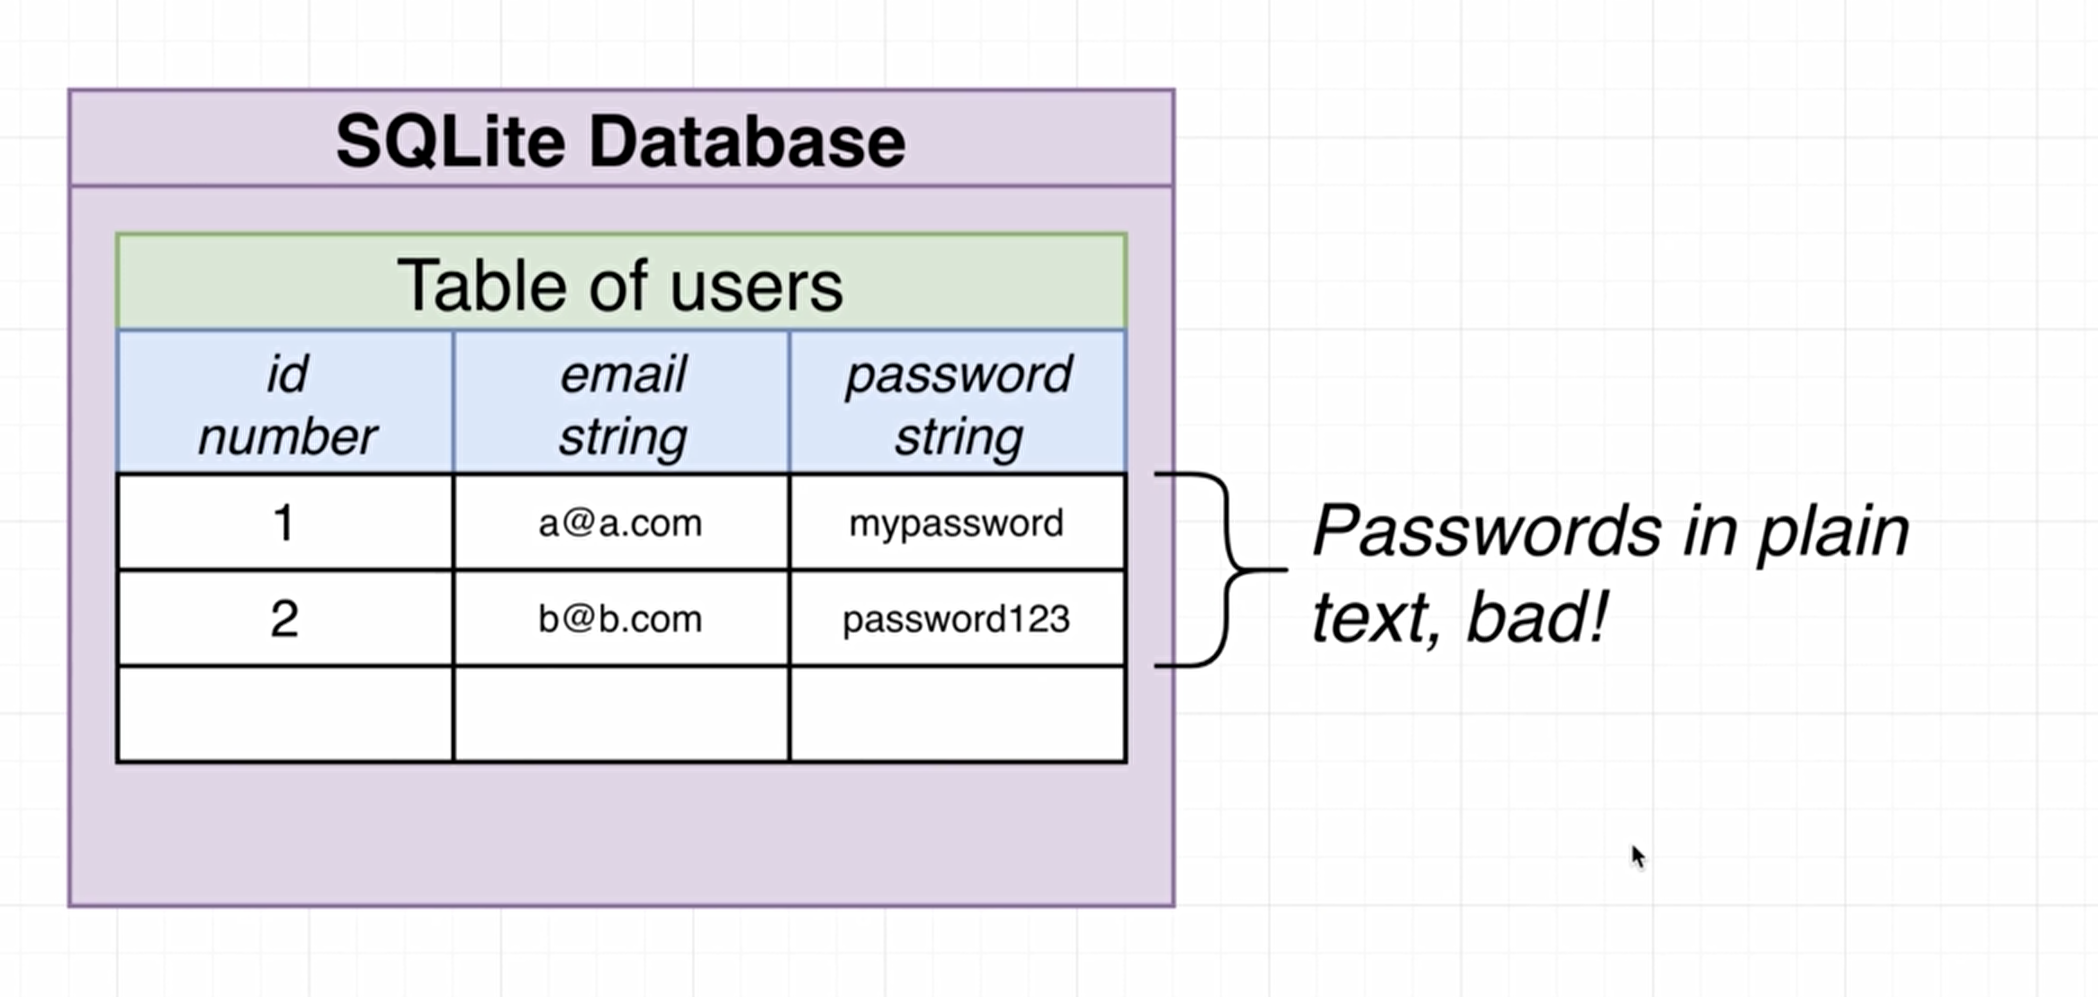 SQLite Database
Table of users
id email password
number string string
1 a@a.com mypassword
2 b@b.com password123
Passwords in plain
text, bad!